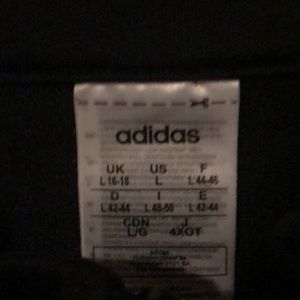 adidas
UK US F
L 16-18 L L 44-46
D I E
L 42-44 L 48-50 L 42-44
CDN J
L/G 4XOT